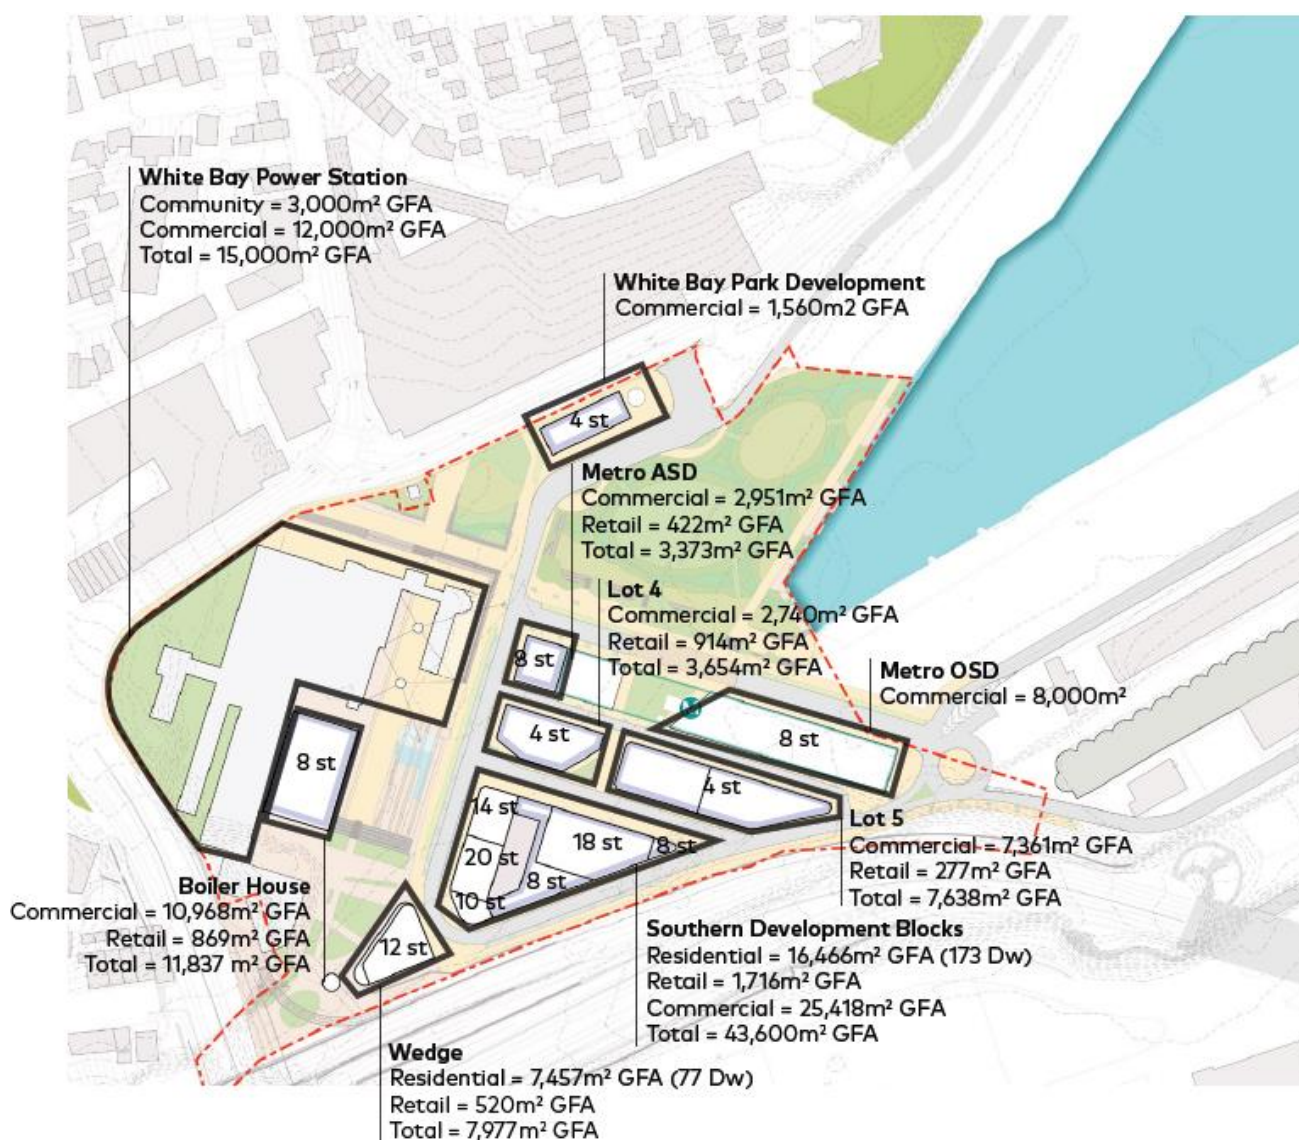 White Bay Power Station
Community = 3,000m² GFA
Commercial = 12,000m² GFA
Total = 15,000m² GFA
White Bay Park Development
Commercial = 1,560m2 GFA
4 st
Metro ASD
Commercial = 2,951m² GFA
Retail = 422m² GFA
Total = 3,373m² GFA
Lot 4
Commercial = 2,740m² GFA
Retail = 914m² GFA
Total = 3,654m² GFA
8 st
Metro OSD
Commercial = 8,000m²
4 st
8 st
8 st
4 st
14 st
18 st
8 st
20 st
8 st
10 st
12 st
Lot 5
Commercial = 7,361m² GFA
Retail = 277m² GFA
Total = 7,638m² GFA
Boiler House
Commercial = 10,968m² GFA
Retail = 869m² GFA
Total = 11,837 m² GFA
Southern Development Blocks
Residential = 16,466m² GFA (173 Dw)
Retail = 1,716m² GFA
Commercial = 25,418m² GFA
Total = 43,600m² GFA
Wedge
Residential = 7,457m² GFA (77 Dw)
Retail = 520m² GFA
Total = 7,977m² GFA